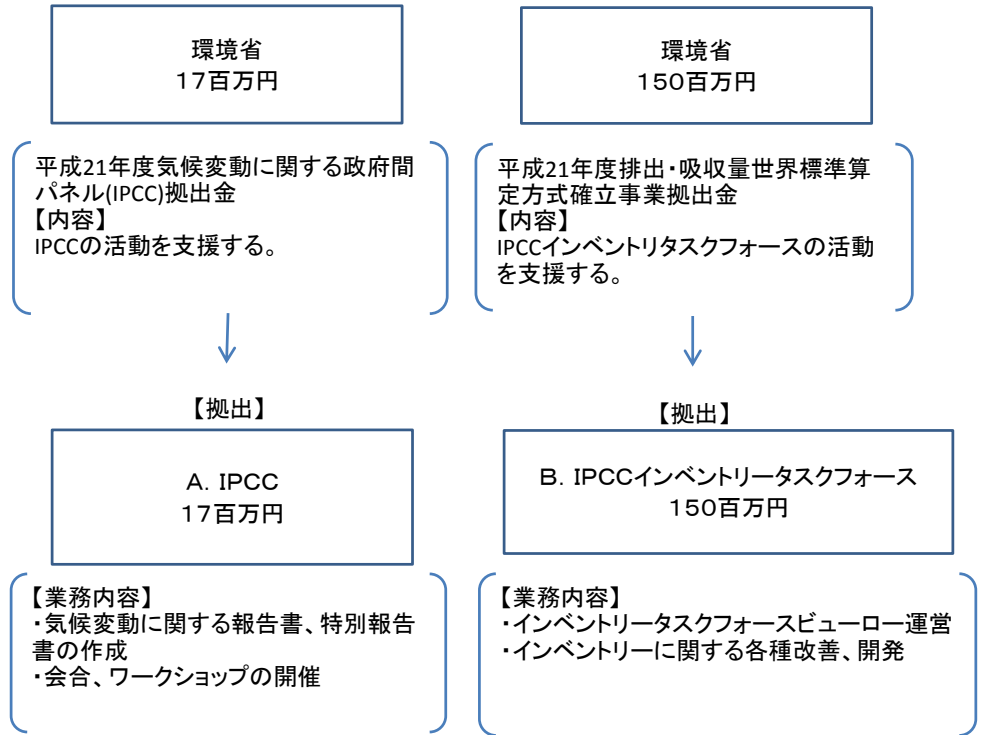 環境省
17百万円
平成21年度気候変動に関する政府間
パネル(IPCC)拠出金
【内容】
IPCCの活動を支援する。
【拠出】
A．IPCC
17百万円
【業務内容】
・気候変動に関する報告書、特別報告
書の作成
・会合、ワークショップの開催
環境省
150百万円
平成21年度排出・吸収量世界標準算
定方式確立事業拠出金
【内容】
IPCCインベントリタスクフォースの活動
を支援する。
【拠出】
B．IPCCインベントリータスクフォース
150百万円
【業務内容】
・インベントリータスクフォースビューロー運営
・インベントリーに関する各種改善、開発